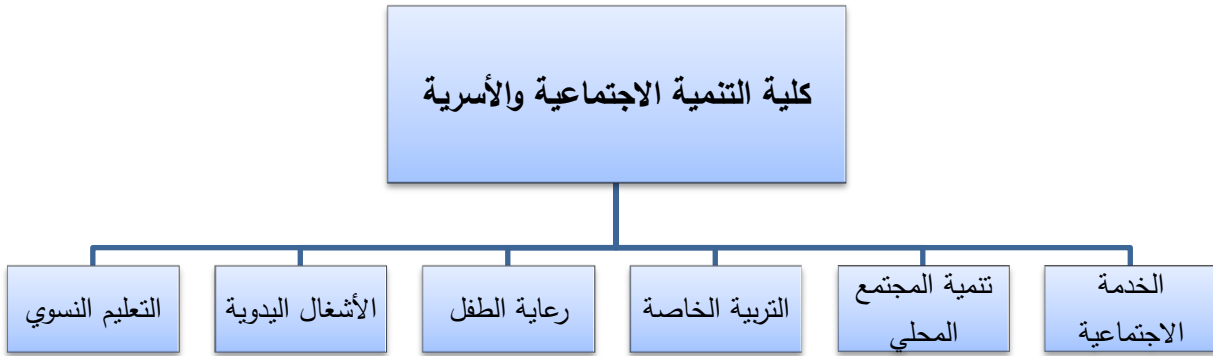 كلية التنمية الاجتماعية والأسرية
الخدمة
الاجتماعية
تنمية المجتمع
المحلي
التربية الخاصة
رعاية الطفل
الأشغال اليدوية
التعليم النسوي